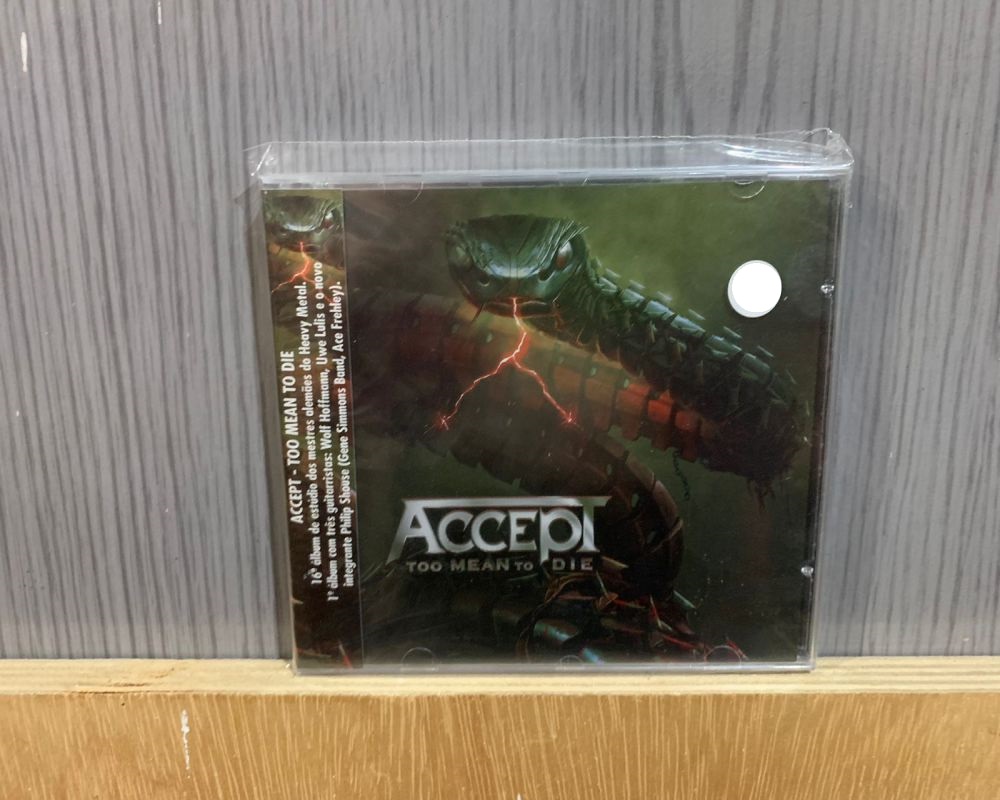 ACCEPT - TOO MEAN TO DIE
16º álbum de estúdio dos mestres alemães do Heavy Metal.
1º álbum com três guitarristas: Wolf Hoffmann, Uwe Lulis e o novo
integrante Philip Shouse (Gene Simmons Band, Ace Frehley).
ACCEPT
TOO MEAN TO DIE